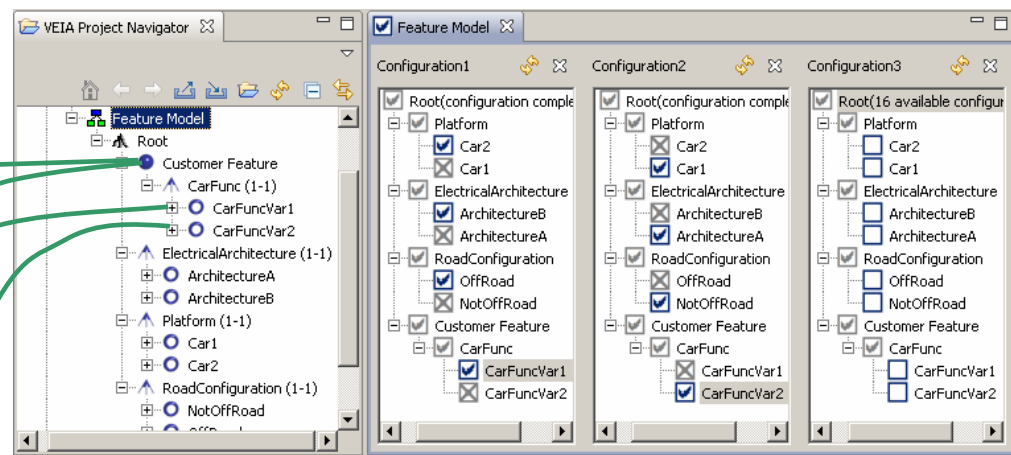 VEIA Project Navigator
Feature Model
Root
Customer Feature
CarFunc (1-1)
CarFuncVar1
CarFuncVar2
ElectricalArchitecture (1-1)
ArchitectureA
ArchitectureB
Platform (1-1)
Car1
Car2
RoadConfiguration (1-1)
NotOffRoad
Feature Model
Configuration1
Root(configuration comple
Platform
Car2
Car1
ElectricalArchitecture
ArchitectureB
ArchitectureA
RoadConfiguration
OffRoad
NotOffRoad
Customer Feature
CarFunc
CarFuncVar1
CarFuncVar2
Configuration2
Root(configuration comple
Platform
Car2
Car1
ElectricalArchitecture
ArchitectureB
ArchitectureA
RoadConfiguration
OffRoad
NotOffRoad
Customer Feature
CarFunc
CarFuncVar1
CarFuncVar2
Configuration3
Root(16 available configur
Platform
Car2
Car1
ElectricalArchitecture
ArchitectureB
ArchitectureA
RoadConfiguration
OffRoad
NotOffRoad
Customer Feature
CarFunc
CarFuncVar1
CarFuncVar2